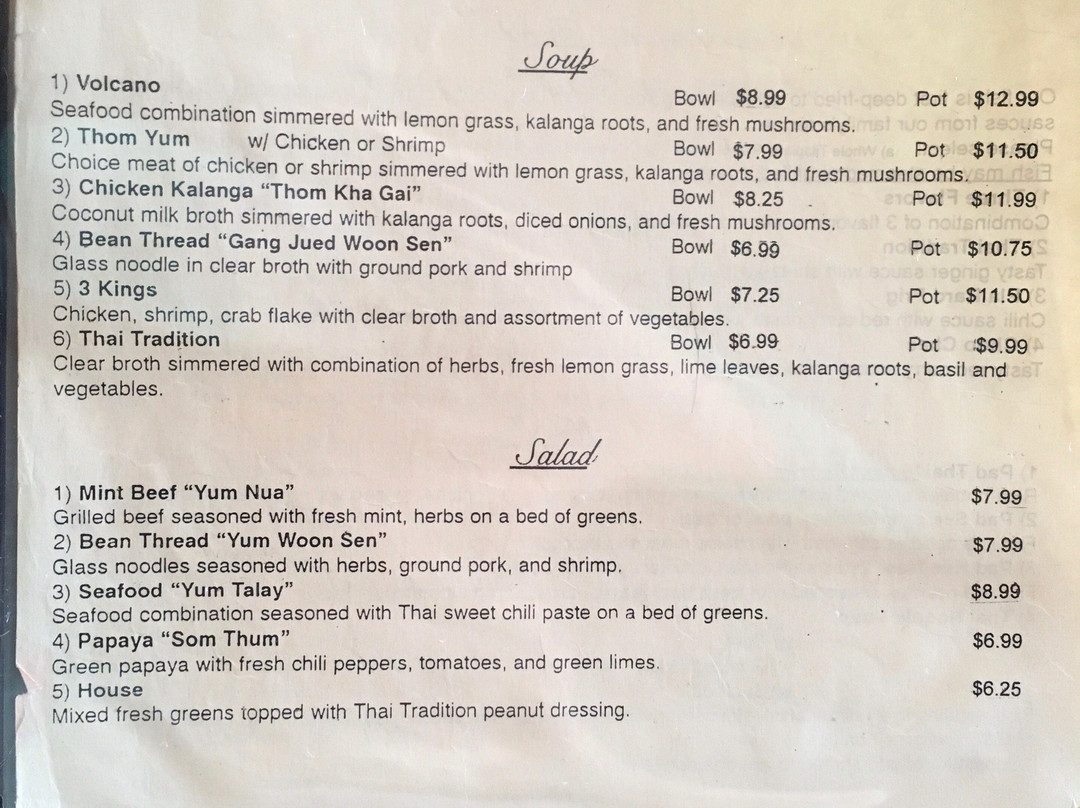 Soup
1) Volcano Bowl $8.99 Pot $12.99
Seafood combination simmered with lemon grass, kalanga roots, and fresh mushrooms.
2) Thom Yum w/ Chicken or Shrimp Bowl $7.99 Pot $11.50
Choice meat of chicken or shrimp simmered with lemon grass, kalanga roots, and fresh mushrooms.
3) Chicken Kalanga “Thom Kha Gai” Bowl $8.25 Pot $11.99
Coconut milk broth simmered with kalanga roots, diced onions, and fresh mushrooms.
4) Bean Thread “Gang Jued Woon Sen” Bowl $6.99 Pot $10.75
Glass noodle in clear broth with ground pork and shrimp
5) 3 Kings Bowl $7.25 Pot $11.50
Chicken, shrimp, crab flake with clear broth and assortment of vegetables.
6) Thai Tradition Bowl $6.99 Pot $9.99
Clear broth simmered with combination of herbs, fresh lemon grass, lime leaves, kalanga roots, basil and
vegetables.
Salad
1) Mint Beef “Yum Nua” $7.99
Grilled beef seasoned with fresh mint, herbs on a bed of greens.
2) Bean Thread “Yum Woon Sen” $7.99
Glass noodles seasoned with herbs, ground pork, and shrimp.
3) Seafood “Yum Talay” $8.99
Seafood combination seasoned with Thai sweet chili paste on a bed of greens.
4) Papaya “Som Thum” $6.99
Green papaya with fresh chili peppers, tomatoes, and green limes.
5) House $6.25
Mixed fresh greens topped with Thai Tradition peanut dressing.